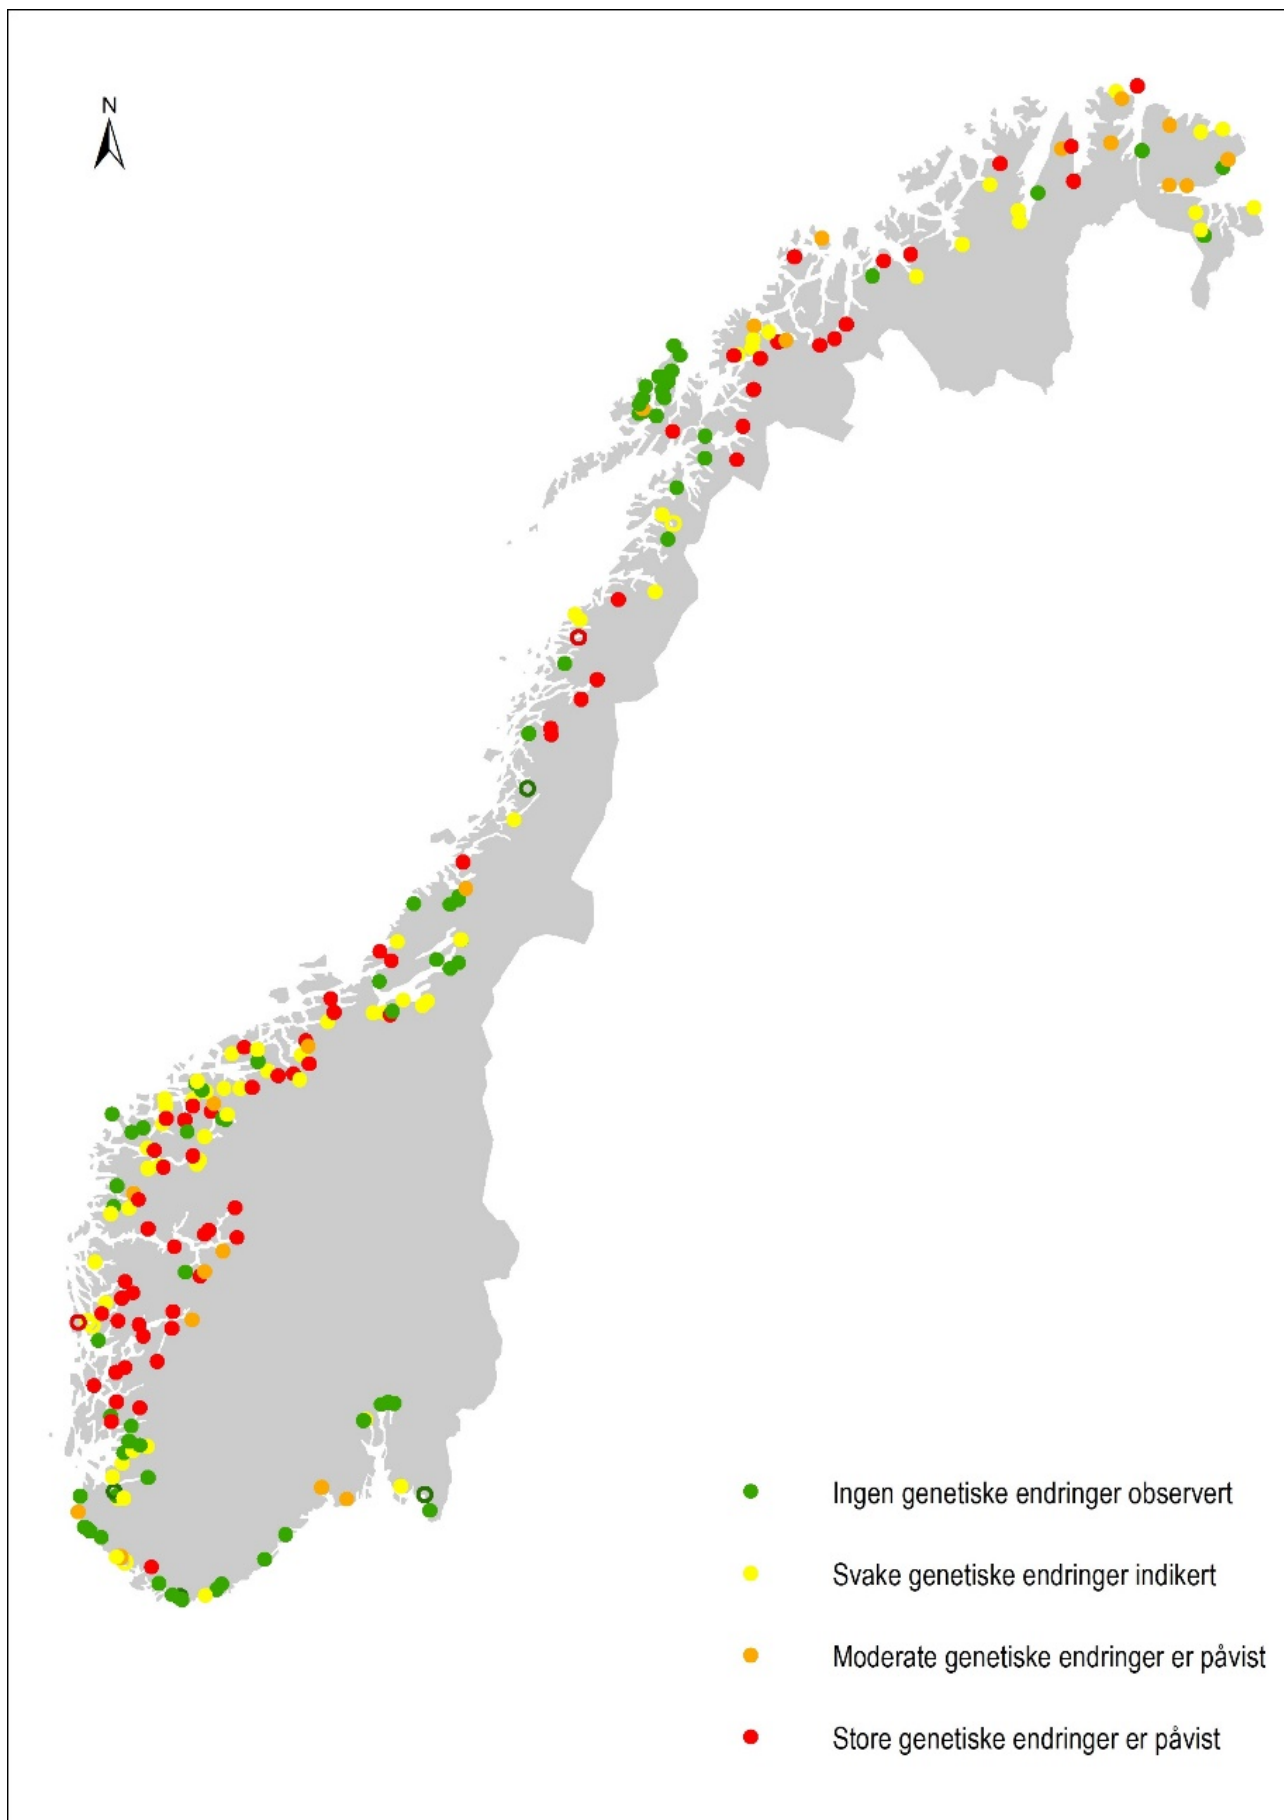 N
Ingen genetiske endringer observert
Svake genetiske endringer indikert
Moderate genetiske endringer er påvist
Store genetiske endringer er påvist